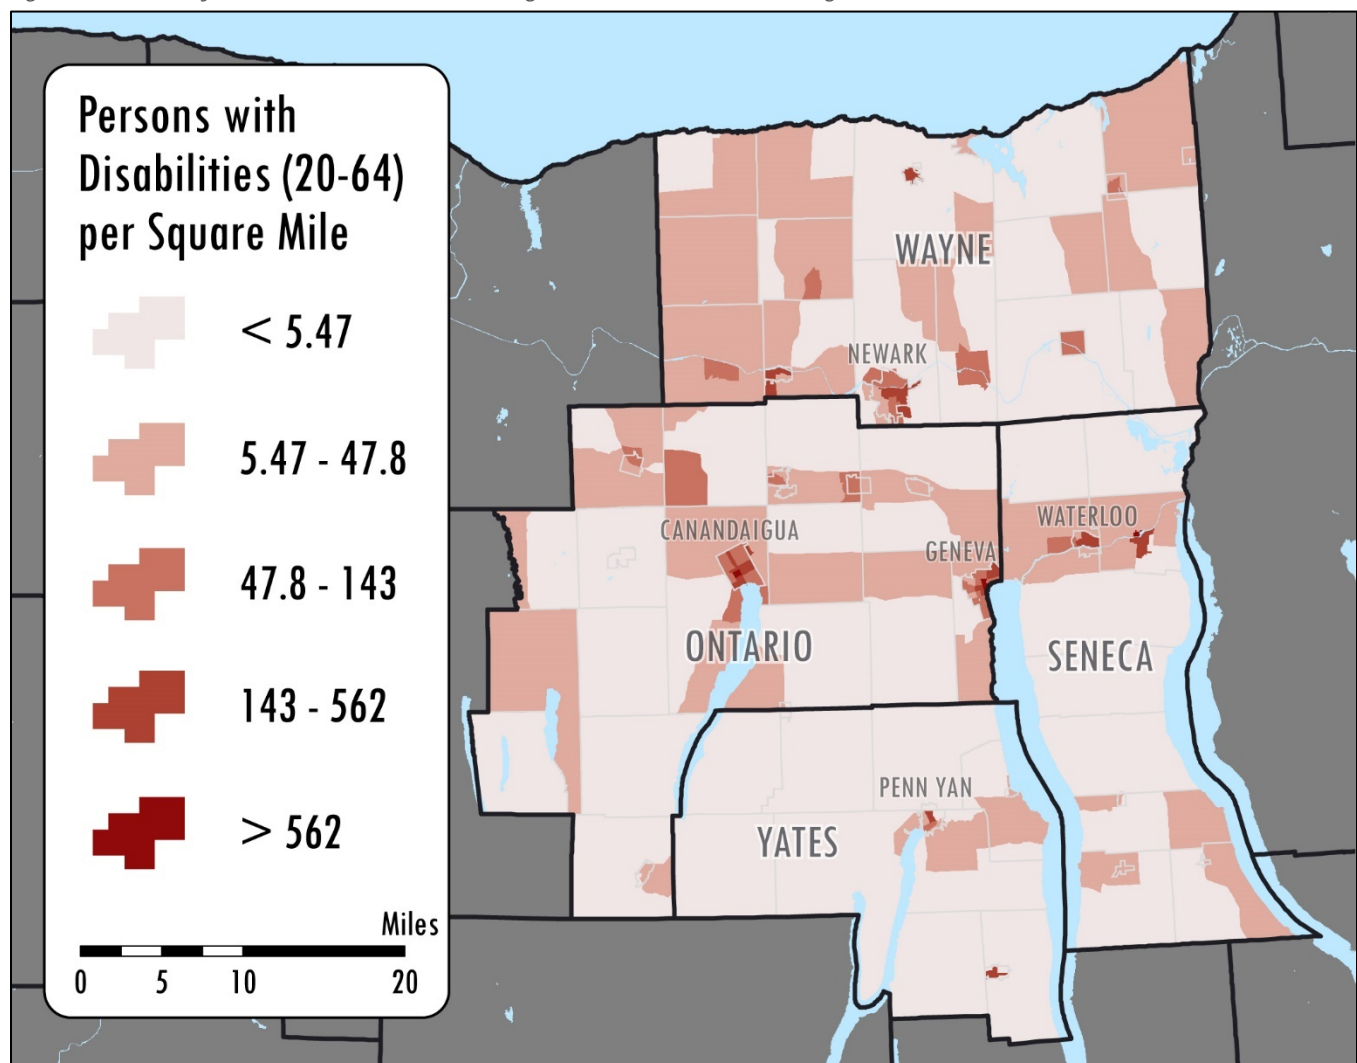 Persons with
Disabilities (20-64)
per Square Mile
< 5.47
5.47 - 47.8
47.8 - 143
143 - 562
> 562
Miles
0 5 10 20
WAYNE
NEWARK
CANANDAIGUA
WATERLOO
GENEVA
ONTARIO
SENECA
PENN YAN
YATES